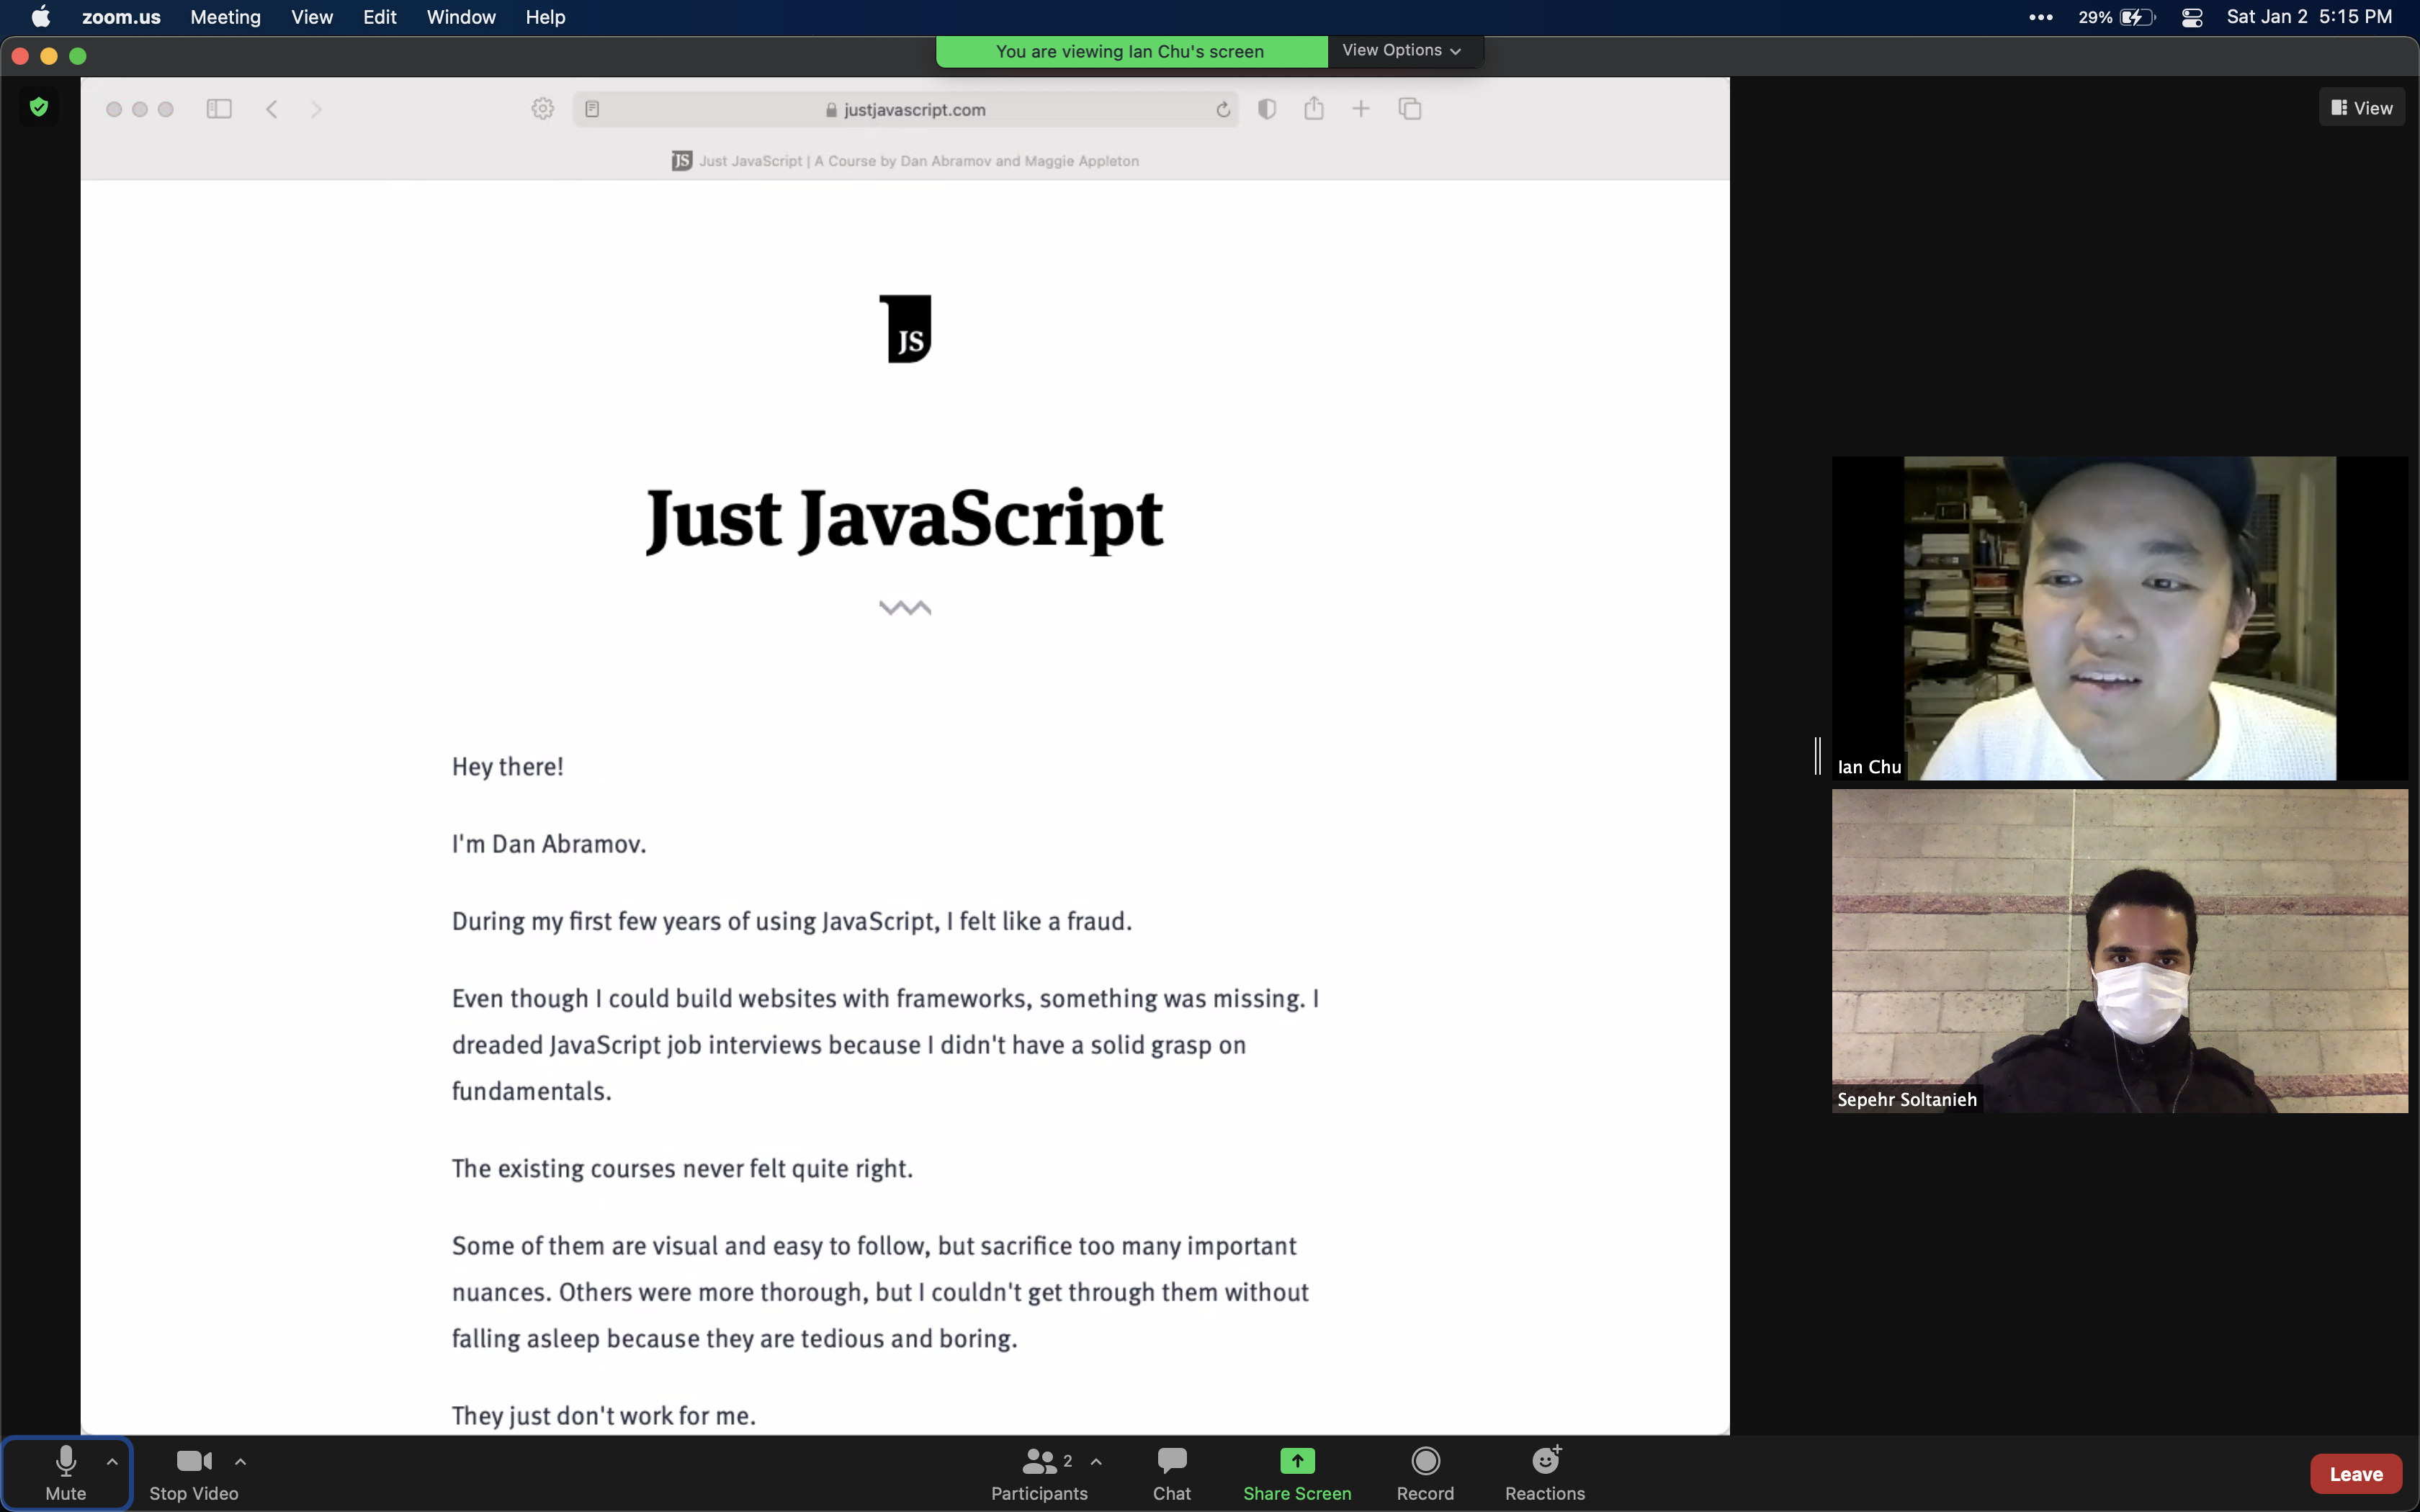 zoom.us Meeting View Edit Window Help
29% Sat Jan 2 5:15 PM
You are viewing Ian Chu's screen View Options
justjavascript.com
View
JS Just JavaScript | A Course by Dan Abramov and Maggie Appleton
JS
Just JavaScript
Hey there!
I'm Dan Abramov.
During my first few years of using JavaScript, I felt like a fraud.
Even though I could build websites with frameworks, something was missing. I
dreaded JavaScript job interviews because I didn't have a solid grasp on
fundamentals.
The existing courses never felt quite right.
Some of them are visual and easy to follow, but sacrifice too many important
nuances. Others were more thorough, but I couldn't get through them without
falling asleep because they are tedious and boring.
They just don't work for me.
Ian Chu
Sepehr Soltanieh
Mute Stop Video Participants 2 Chat Share Screen Record Reactions Leave